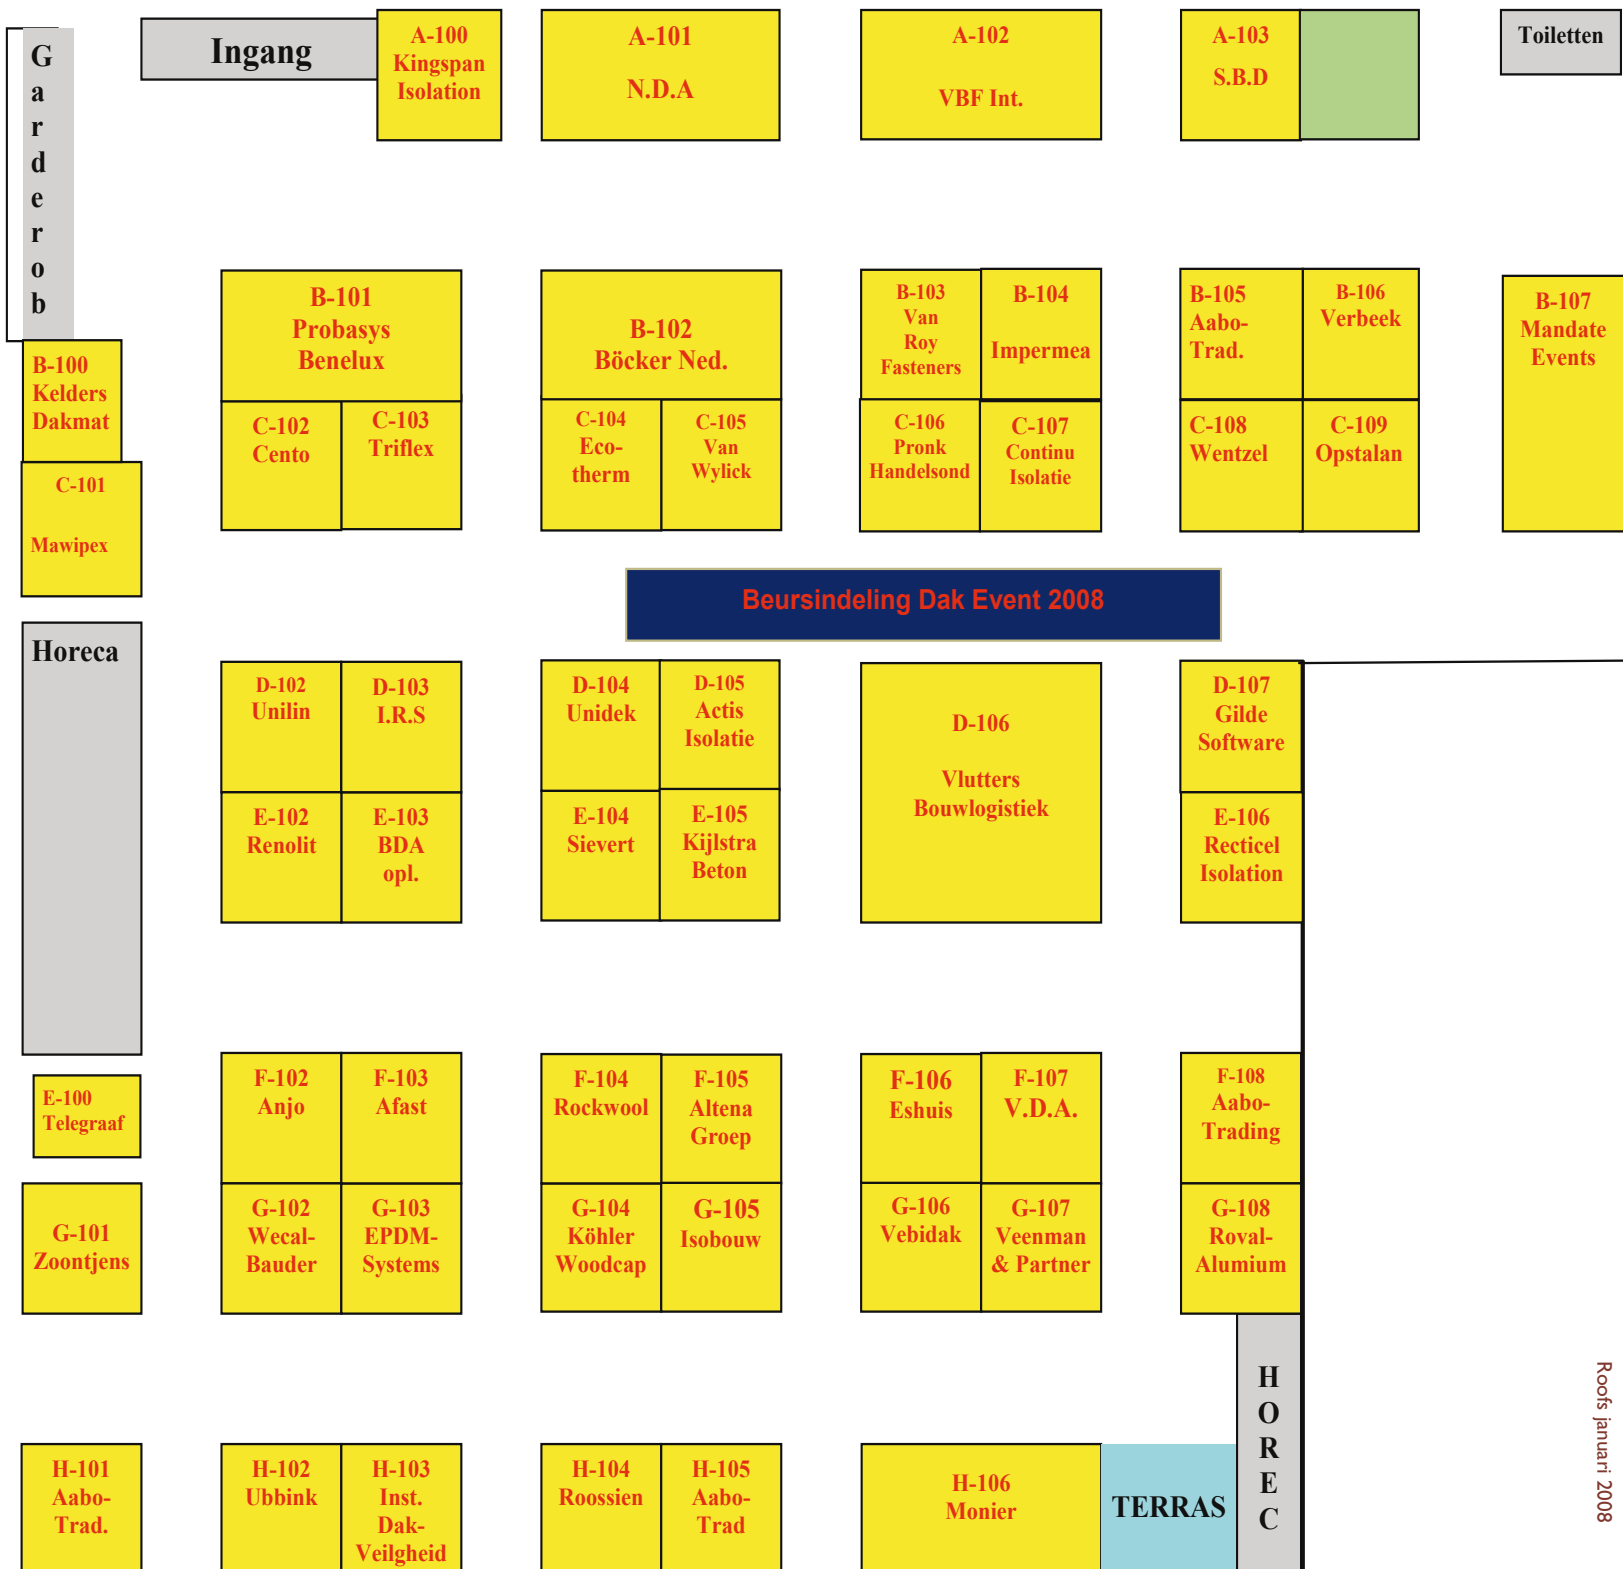 Garderob
Ingang
A-100
Kingspan
Isolation
A-101
N.D.A
A-102
VBF Int.
A-103
S.B.D
Toiletten
B-100
Kelders
Dakmat
B-101
Probasys
Benelux
B-102
Böcker Ned.
B-103
Van
Roy
Fasteners
B-104
Impermea
B-105
Aabo-
Trad.
B-106
Verbeek
B-107
Mandate
Events
C-101
Mawipex
C-102
Cento
C-103
Triflex
C-104
Eco-
therm
C-105
Van
Wylick
C-106
Pronk
Handelsond
C-107
Continu
Isolatie
C-108
Wentzel
C-109
Opstalan
Beursindeling Dak Event 2008
Horeca
D-102
Unilin
D-103
I.R.S
D-104
Unidek
D-105
Actis
Isolatie
D-106
Vlutters
Bouwlogistiek
D-107
Gilde
Software
E-102
Renolit
E-103
BDA
opl.
E-104
Sievert
E-105
Kijlstra
Beton
E-106
Recticel
Isolation
E-100
Telegraaf
F-102
Anjo
F-103
Afast
F-104
Rockwool
F-105
Altena
Groep
F-106
Eshuis
F-107
V.D.A.
F-108
Aabo-
Trading
G-101
Zoontjens
G-102
Wecal-
Bauder
G-103
EPDM-
Systems
G-104
Köhler
Woodcap
G-105
Isobouw
G-106
Vebidak
G-107
Veenman
& Partner
G-108
Roval-
Alumium
H-101
Aabo-
Trad.
H-102
Ubbink
H-103
Inst.
Dak-
Veilgheid
H-104
Roossien
H-105
Aabo-
Trad
H-106
Monier
TERRAS
HOREC
Roofs januari 2008